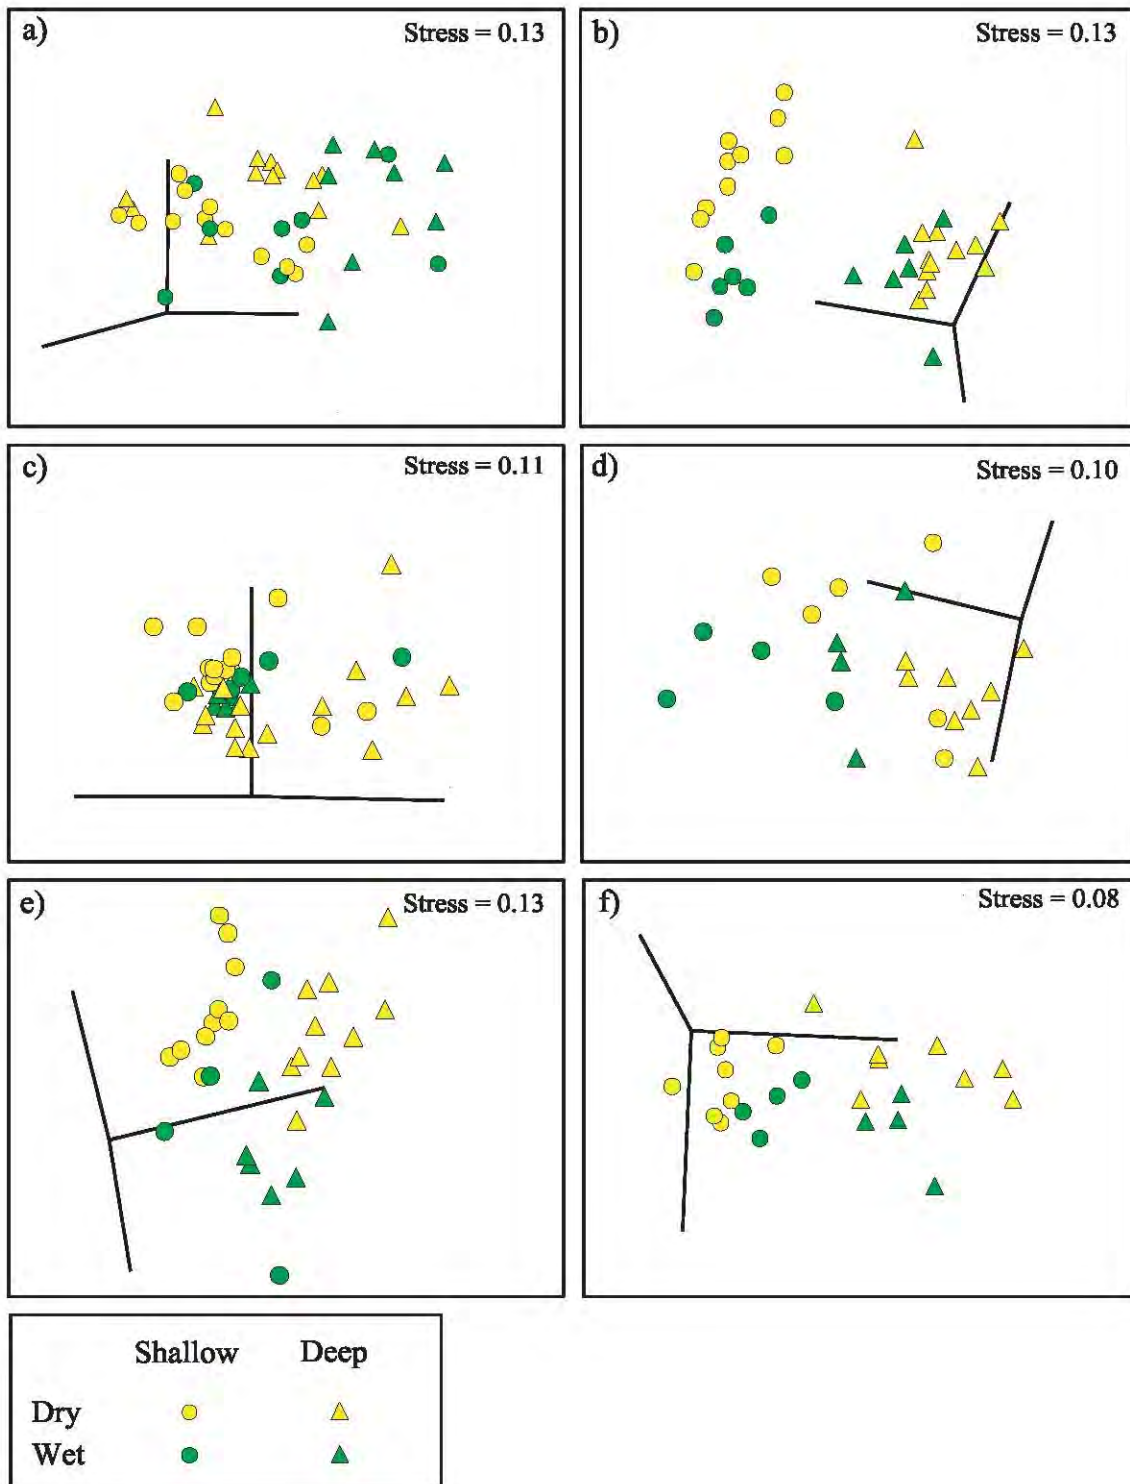 a) Stress = 0.13
b) Stress = 0.13
c) Stress = 0.11
d) Stress = 0.10
e) Stress = 0.13
f) Stress = 0.08
Shallow Deep
Dry
Wet